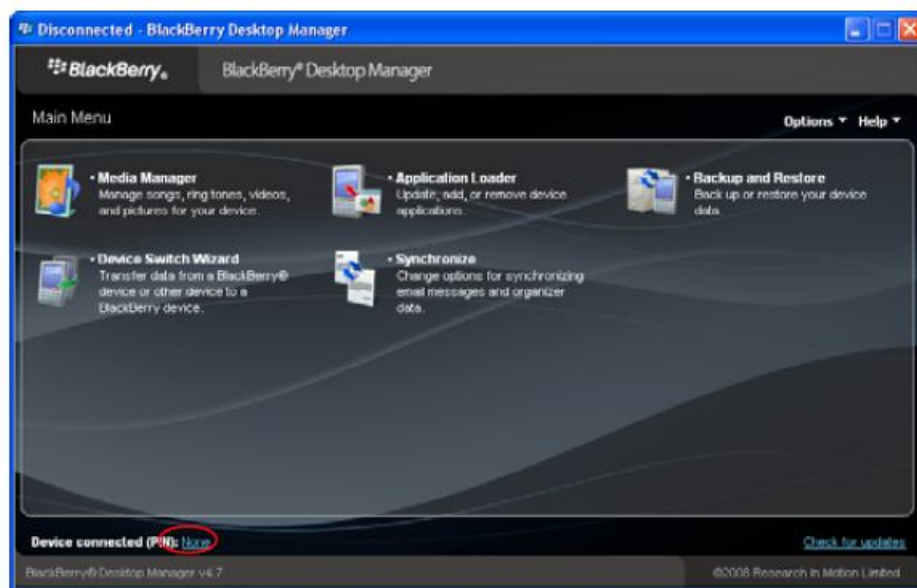 Disconnected - BlackBerry Desktop Manager
BlackBerry®
BlackBerry® Desktop Manager
Main Menu
Options
Help
• Media Manager
Manage songs, ring tones, videos,
and pictures for your device.
• Application Loader
Update, add, or remove device
applications.
• Backup and Restore
Back up or restore your device
data.
• Device Switch Wizard
Transfer data from a BlackBerry®
device or other device to a
BlackBerry device.
• Synchronize
Change options for synchronizing
email messages and organizer
data.
Device connected (PIN): None
Check for updates
BlackBerry® Desktop Manager v4.7
©2008 Research in Motion Limited